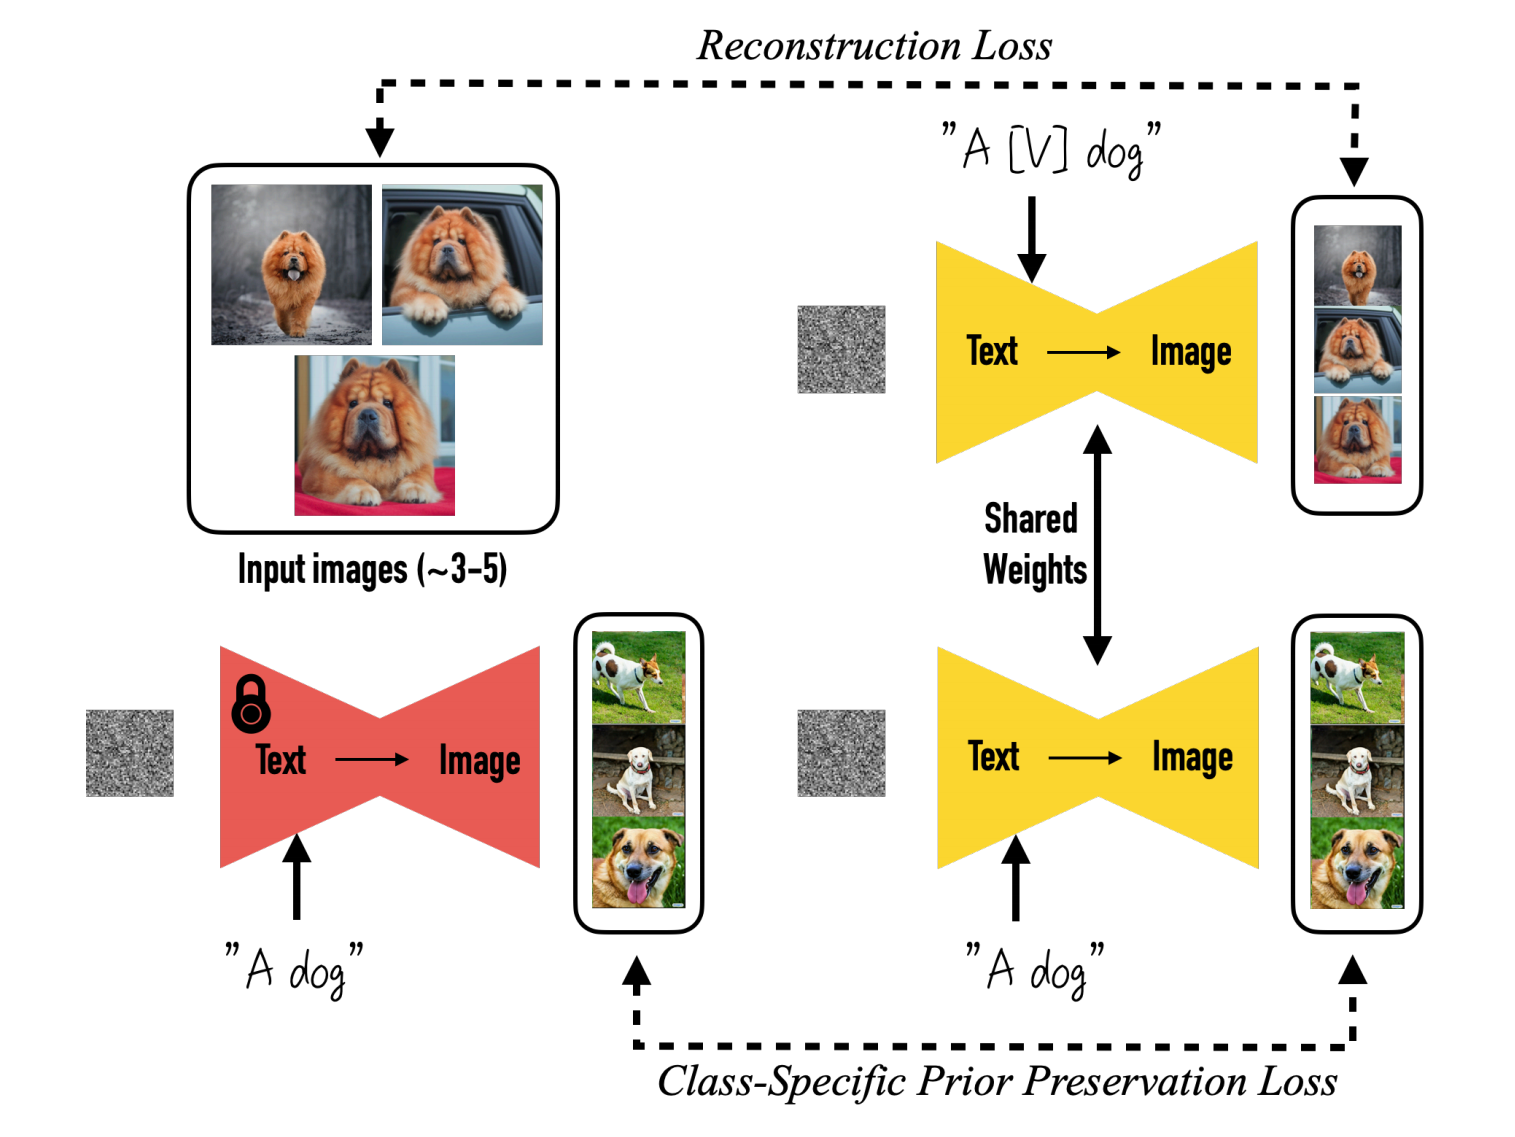 Reconstruction Loss
"A [V] dog"
Text
Image
Shared
Weights
Input images (~3–5)
Text
Image
"A dog"
Text
Image
"A dog"
Class-Specific Prior Preservation Loss